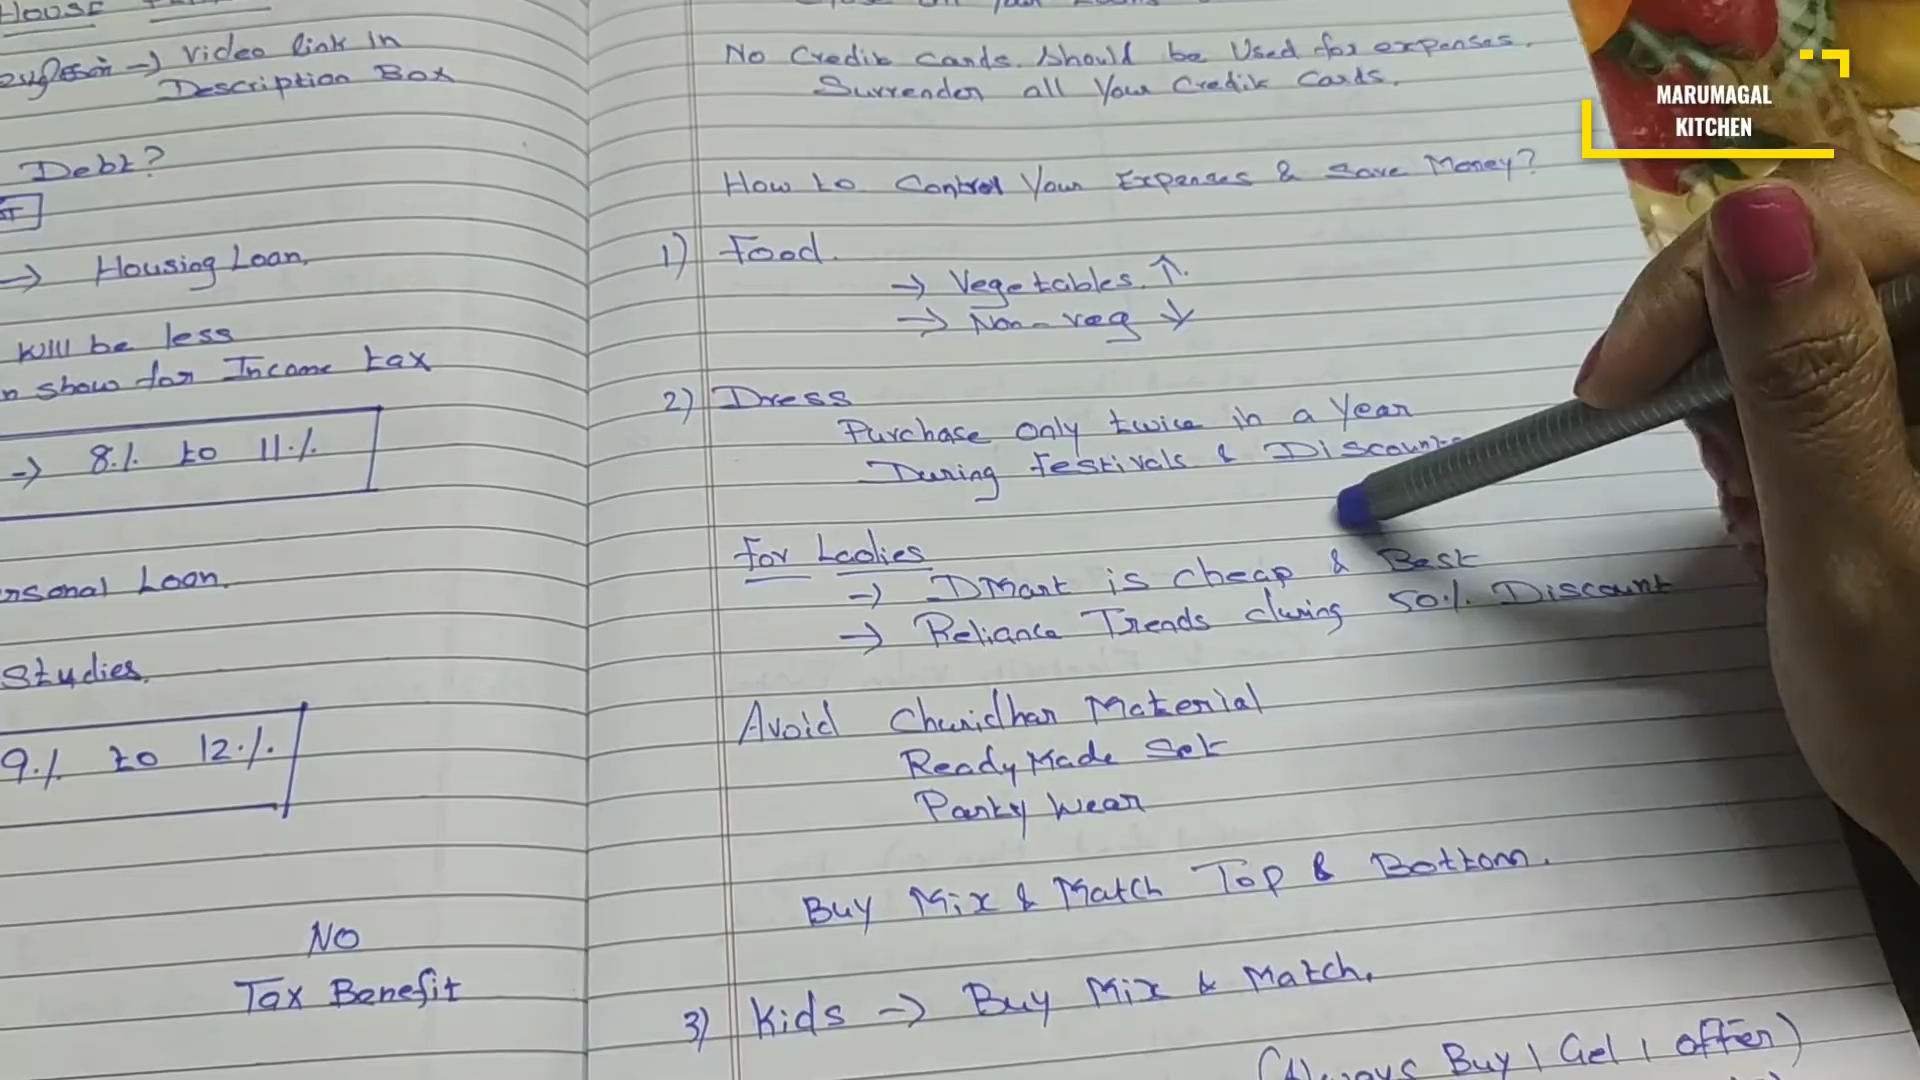 HOUSE
→ Video link in
Description Box
Debt?
→ Housing Loan.
Will be less
show for Income tax
→ 8.% to 11.%
Loan.
Studies.
9.% to 12.%
NO
Tax Benefit
No Credit Cards Should be Used for expenses.
Surrender all Your Credit Cards.
How to Control Your Expenses & Save Money?
1) Food.
→ Vegetables ↑.
→ Non-veg ↓
2) Dress
Purchase only twice in a Year
During Festivals & Discounts
For Ladies
→ DMart is cheap & Best
→ Reliance Trends during 50.% Discount
Avoid Churidhar Material
ReadyMade Set
Party Wear
Buy Mix & Match Top & Bottom.
3) Kids → Buy Mix & Match.
(Always Buy 1 Get 1 offer)
MARUMAGAL
KITCHEN